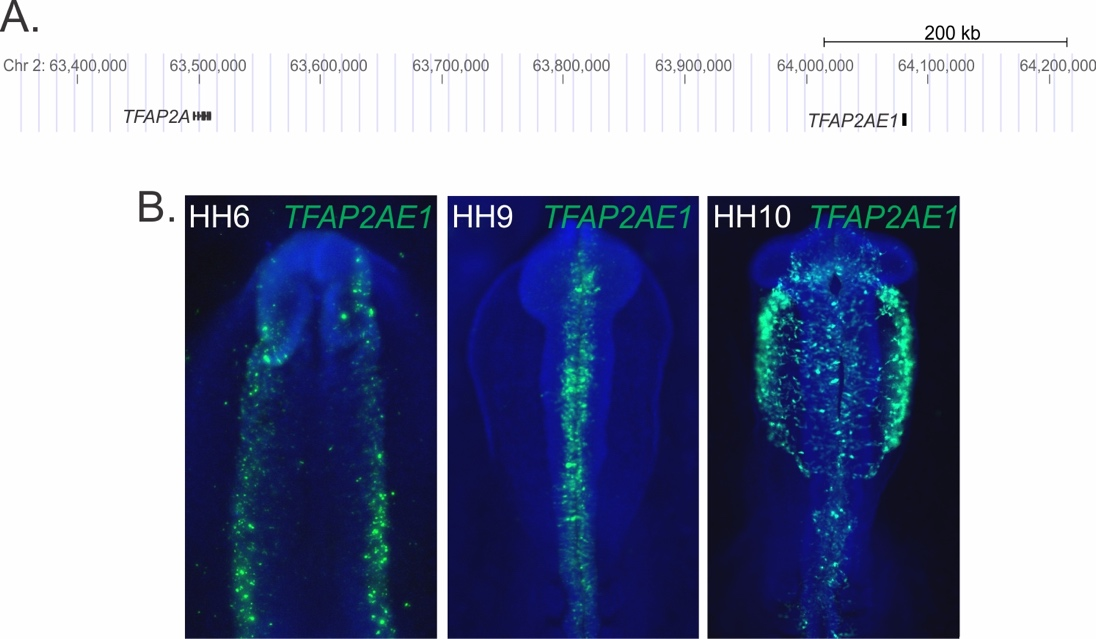 A.
200 kb
Chr 2: 63,400,000 63,500,000 63,600,000 63,700,000 63,800,000 63,900,000 64,000,000 64,100,000 64,200,000
TFAP2A
TFAP2AE1
B.
HH6 TFAP2AE1
HH9 TFAP2AE1
HH10 TFAP2AE1